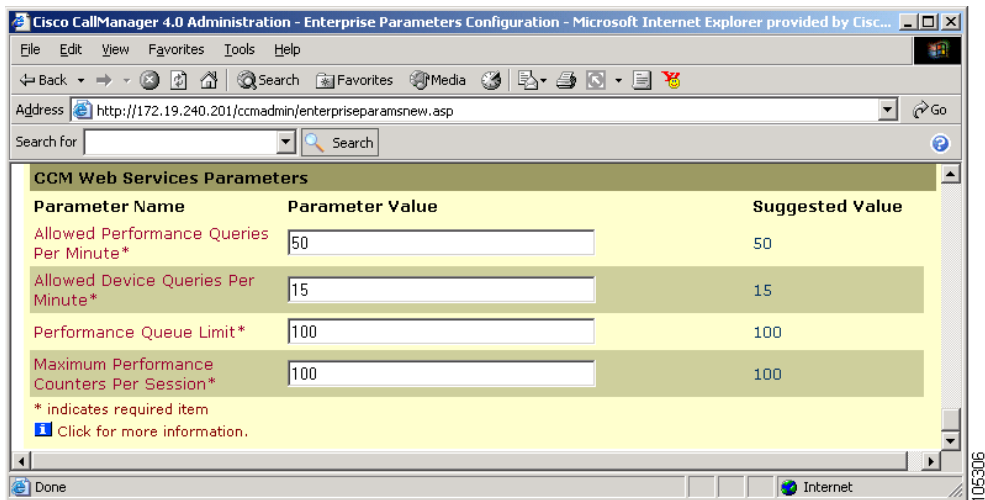 Cisco CallManager 4.0 Administration - Enterprise Parameters Configuration - Microsoft Internet Explorer provided by Cisc...
File Edit View Favorites Tools Help
Back Search Favorites Media
Address http://172.19.240.201/ccmadmin/enterpriseparamsnew.asp Go
Search for Search
CCM Web Services Parameters
Parameter Name Parameter Value Suggested Value
Allowed Performance Queries
Per Minute* 50 50
Allowed Device Queries Per
Minute* 15 15
Performance Queue Limit* 100 100
Maximum Performance
Counters Per Session* 100 100
* indicates required item
i Click for more information.
Done Internet
105306